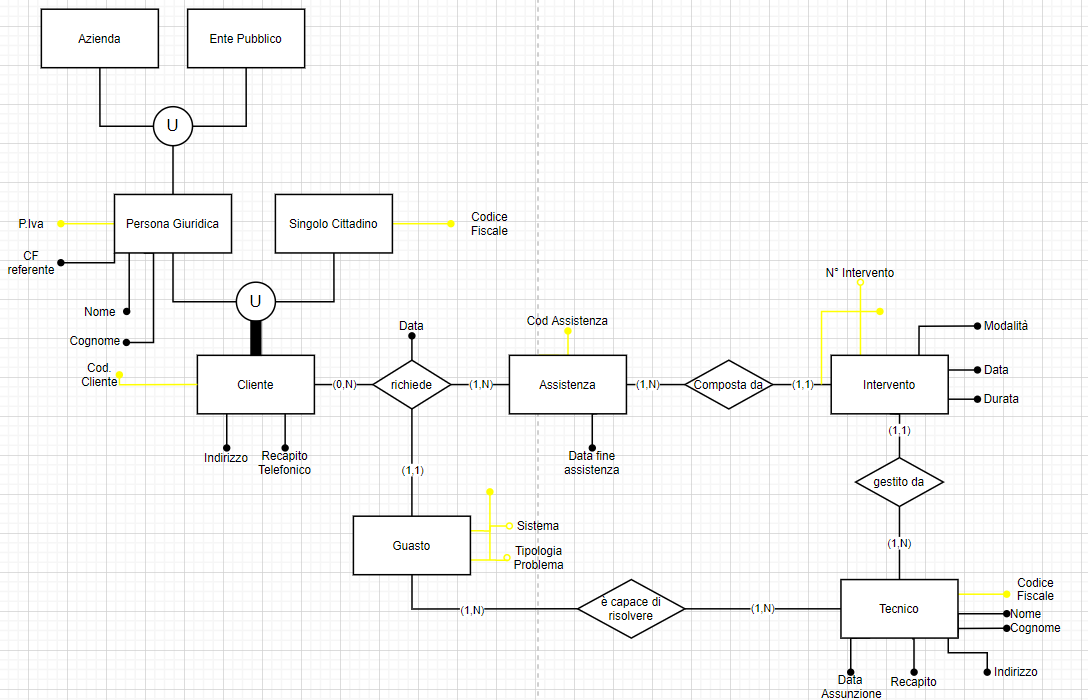 Azienda
Ente Pubblico
U
P.Iva
Persona Giuridica
Singolo Cittadino
Codice
Fiscale
CF
referente
Nome
Cognome
U
N° Intervento
Cod.
Cliente
Cliente
(0,N)
Data
richiede
(1,N)
Cod Assistenza
Assistenza
(1,N)
Composta da
(1,1)
Intervento
Modalità
Data
Durata
Indirizzo
Recapito
Telefonico
(1,1)
Data fine
assistenza
(1,1)
gestito da
(1,N)
Guasto
Sistema
Tipologia
Problema
(1,N)
è capace di
risolvere
(1,N)
Tecnico
Codice
Fiscale
Nome
Cognome
Data
Assunzione
Recapito
Indirizzo